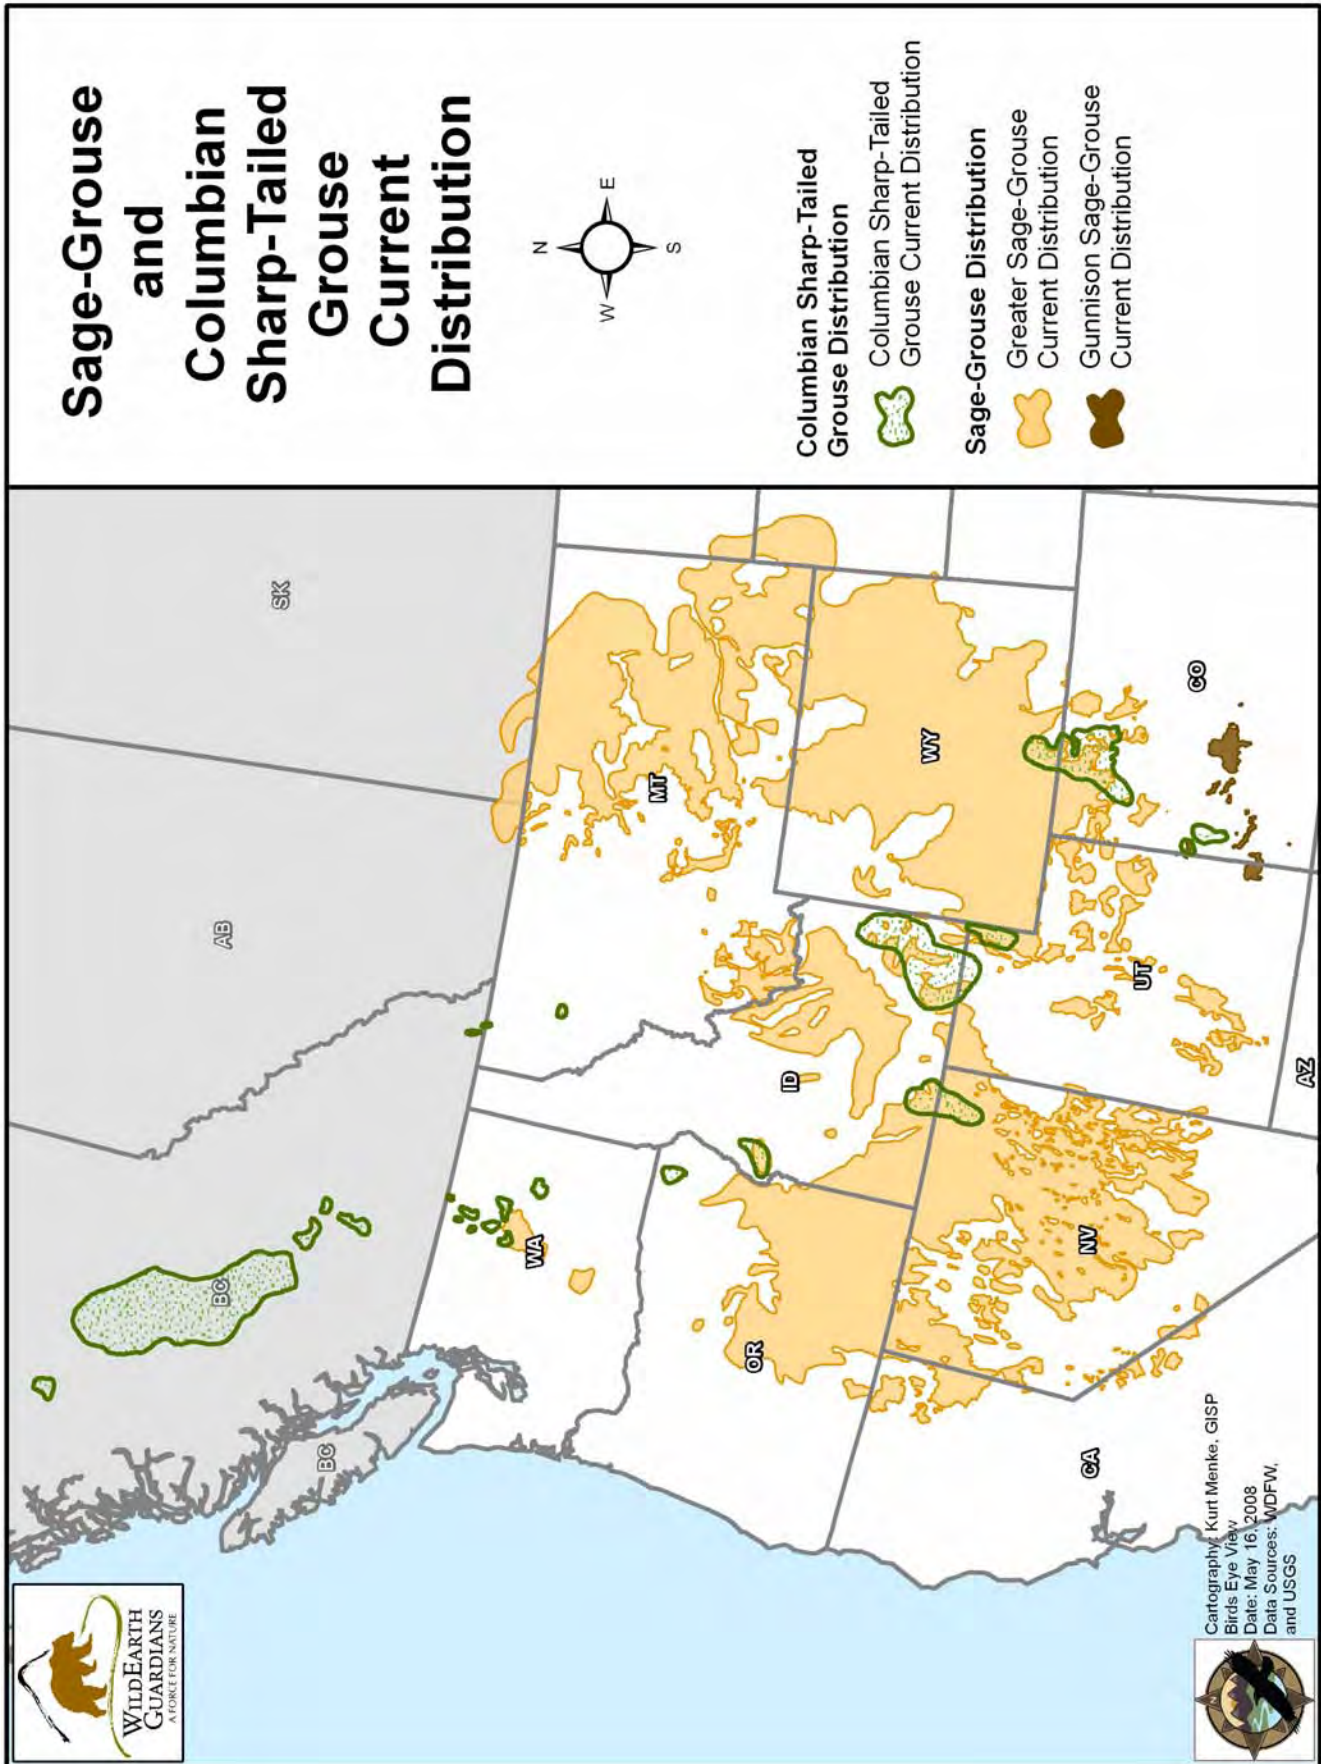 Sage-Grouse
and
Columbian
Sharp-Tailed
Grouse
Current
Distribution
N
W
E
S
Columbian Sharp-Tailed
Grouse Distribution
Columbian Sharp-Tailed
Grouse Current Distribution
Sage-Grouse Distribution
Greater Sage-Grouse
Current Distribution
Gunnison Sage-Grouse
Current Distribution
BC
AB
SK
BC
WA
MT
OR
ID
WY
CA
NV
UT
CO
AZ
WILDEARTH
GUARDIANS
A FORCE FOR NATURE
Cartography: Kurt Menke, GISP
Birds Eye View
Date: May 16, 2008
Data Sources: WDFW,
and USGS
N